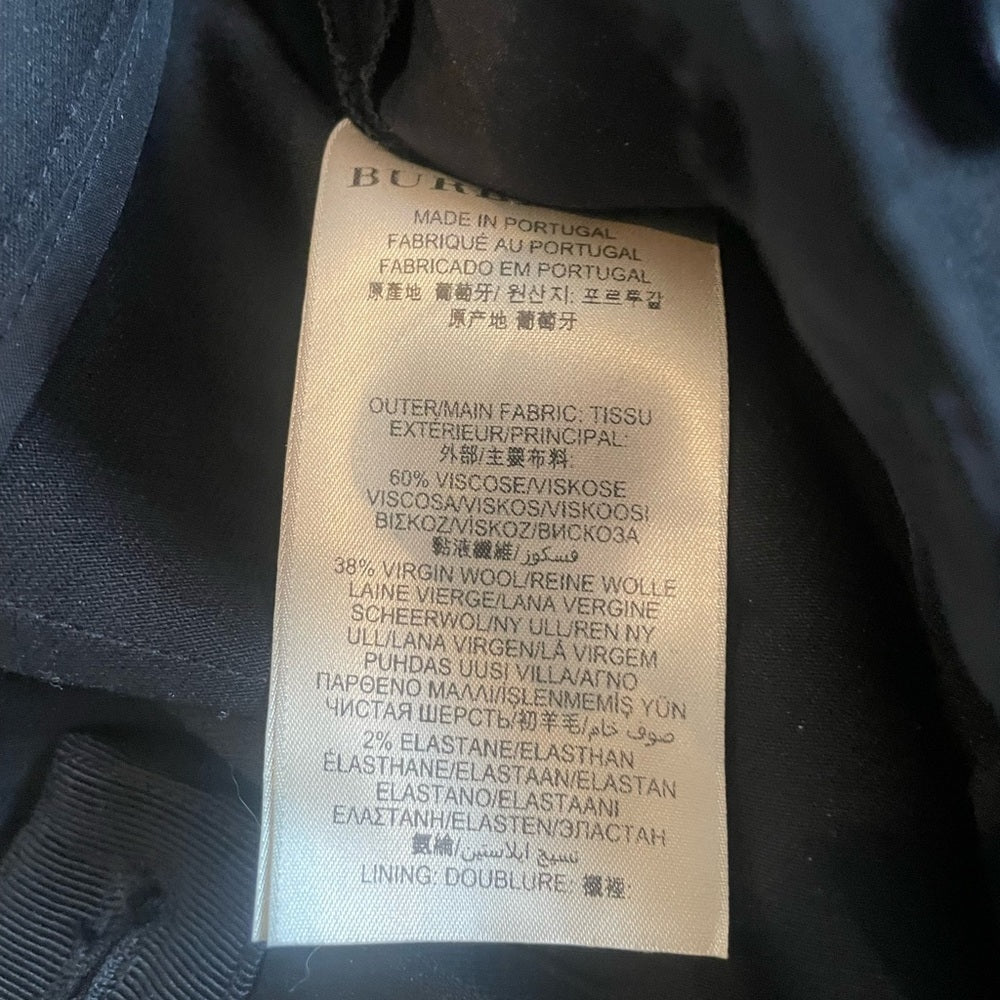 BURB
MADE IN PORTUGAL
FABRIQUÉ AU PORTUGAL
FABRICADO EM PORTUGAL
原產地 葡萄牙/ 원산지: 포르투갈
原产地 葡萄牙
OUTER/MAIN FABRIC: TISSU
EXTÉRIEUR/PRINCIPAL:
外部/主要布料:
60% VISCOSE/VISKOSE
VISCOSA/VISKOS/VISKOOSI
ΒΙΣΚΟΖ/VİSKOZ/ВИСКОЗА
黏液纖維/فسكوز
38% VIRGIN WOOL/REINE WOLLE
LAINE VIERGE/LANA VERGINE
SCHEERWOL/NY ULL/REN NY
ULL/LANA VIRGEN/LÃ VIRGEM
PUHDAS UUSI VILLA/ΑΓΝΟ
ΠΑΡΘΕΝΟ ΜΑΛΛΙ/IŞLENMEMİŞ YÜN
ЧИСТАЯ ШЕРСТЬ/初羊毛/صوف خام
2% ELASTANE/ELASTHAN
ÉLASTHANE/ELASTAAN/ELASTAN
ELASTANO/ELASTAANI
ΕΛΑΣΤΑΝΗ/ELASTEN/ЭЛАСТАН
氨綸/نسيج ايلاستين
LINING: DOUBLURE: 襯裡: